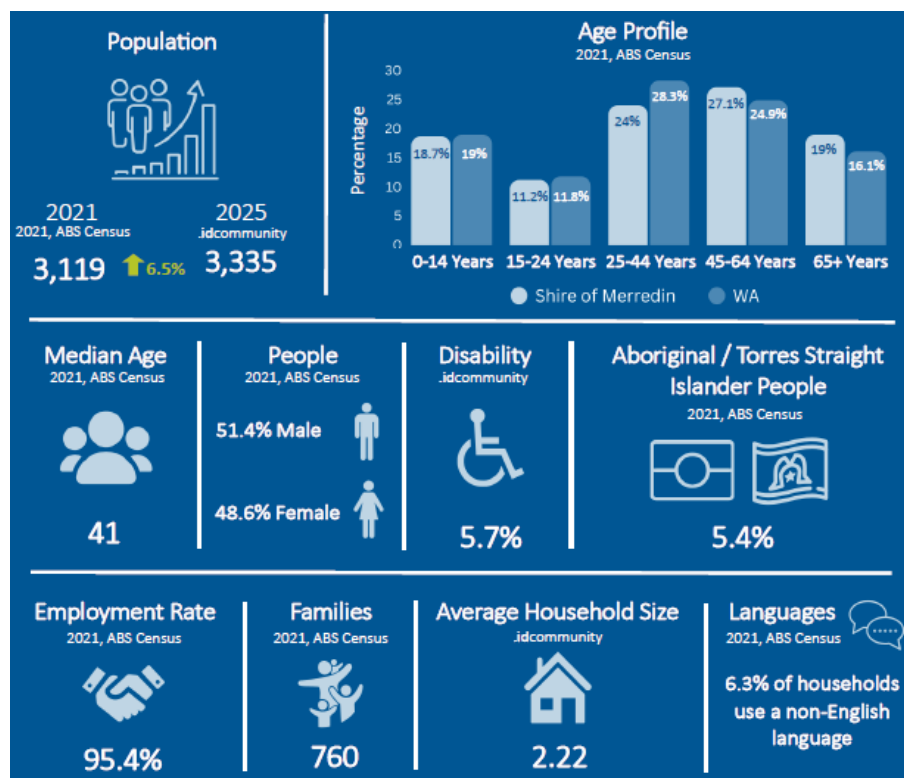 Population
2021
2021, ABS Census
3,119
6.5%
2025
.idcommunity
3,335
Age Profile
2021, ABS Census
Percentage
30
25
20
15
10
5
0
18.7%
19%
11.2%
11.8%
24%
28.3%
27.1%
24.9%
19%
16.1%
0-14 Years
15-24 Years
25-44 Years
45-64 Years
65+ Years
Shire of Merredin
WA
Median Age
2021, ABS Census
41
People
2021, ABS Census
51.4% Male
48.6% Female
Disability
.idcommunity
5.7%
Aboriginal / Torres Straight
Islander People
2021, ABS Census
5.4%
Employment Rate
2021, ABS Census
95.4%
Families
2021, ABS Census
760
Average Household Size
.idcommunity
2.22
Languages
2021, ABS Census
6.3% of households
use a non-English
language